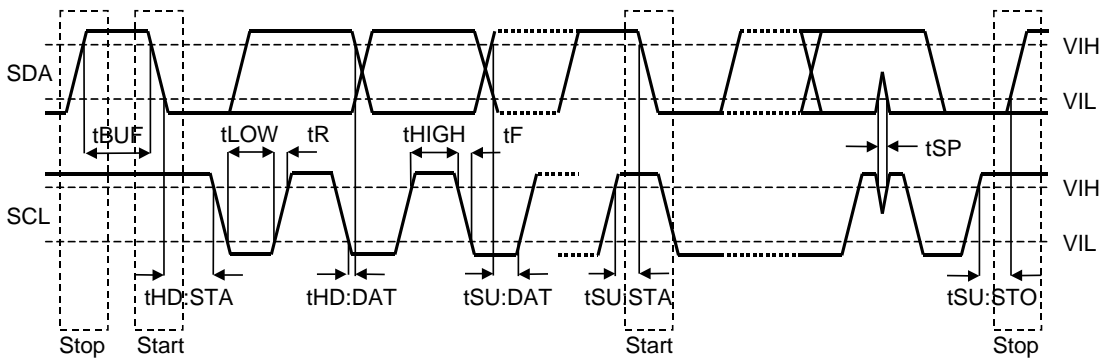 SDA
VIH
VIL
tBUF
tLOW
tR
tHIGH
tF
tSP
SCL
VIH
VIL
tHD:STA
tHD:DAT
tSU:DAT
tSU:STA
tSU:STO
Stop
Start
Start
Stop